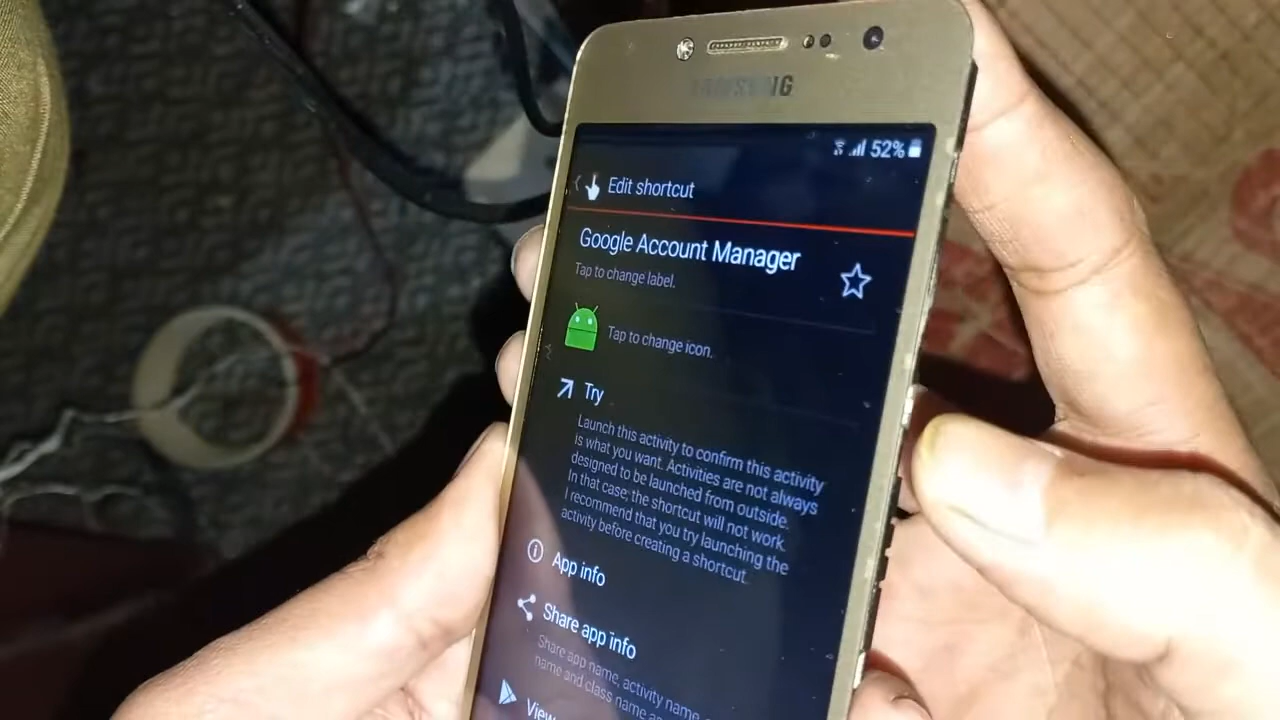 SAMSUNG
52%
Edit shortcut
Google Account Manager
Tap to change label.
Tap to change icon.
Try
Launch this activity to confirm this activity
is what you want. Activities are not always
designed to be launched from outside.
In that case, the shortcut will not work.
I recommend that you try launching the
activity before creating a shortcut.
App info
Share app info
Share app name, activity name,
name and class name
View